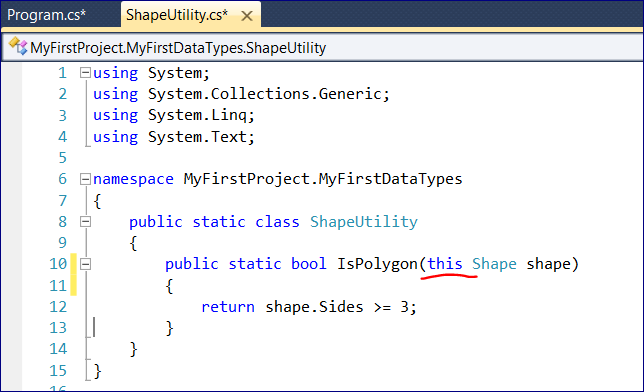 Program.cs* ShapeUtility.cs* ×
MyFirstProject.MyFirstDataTypes.ShapeUtility
1 using System;
2 using System.Collections.Generic;
3 using System.Linq;
4 using System.Text;
5
6 namespace MyFirstProject.MyFirstDataTypes
7 {
8 public static class ShapeUtility
9 {
10 public static bool IsPolygon(this Shape shape)
11 {
12 return shape.Sides >= 3;
13 }
14 }
15 }
16